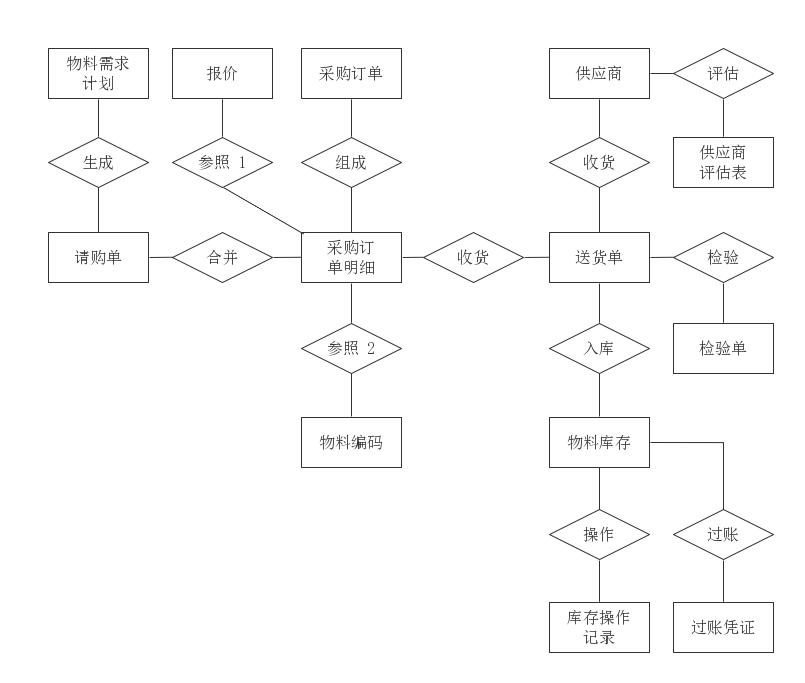 物料需求
计划
报价
采购订单
供应商
评估
生成
参照 1
组成
收货
供应商
评估表
请购单
合并
采购订
单明细
收货
送货单
检验
参照 2
入库
检验单
物料编码
物料库存
操作
过账
库存操作
记录
过账凭证